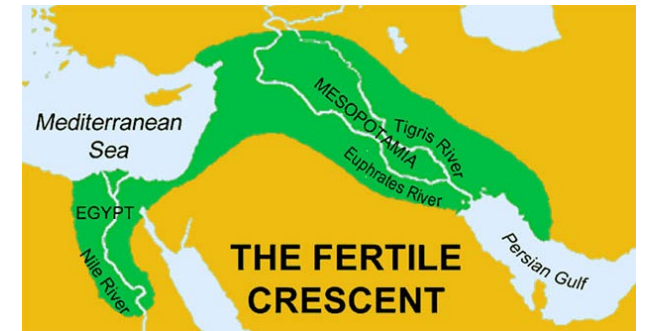 Mediterranean
Sea
MESOPOTAMIA
Tigris River
Euphrates River
EGYPT
Nile River
Persian Gulf
THE FERTILE
CRESCENT